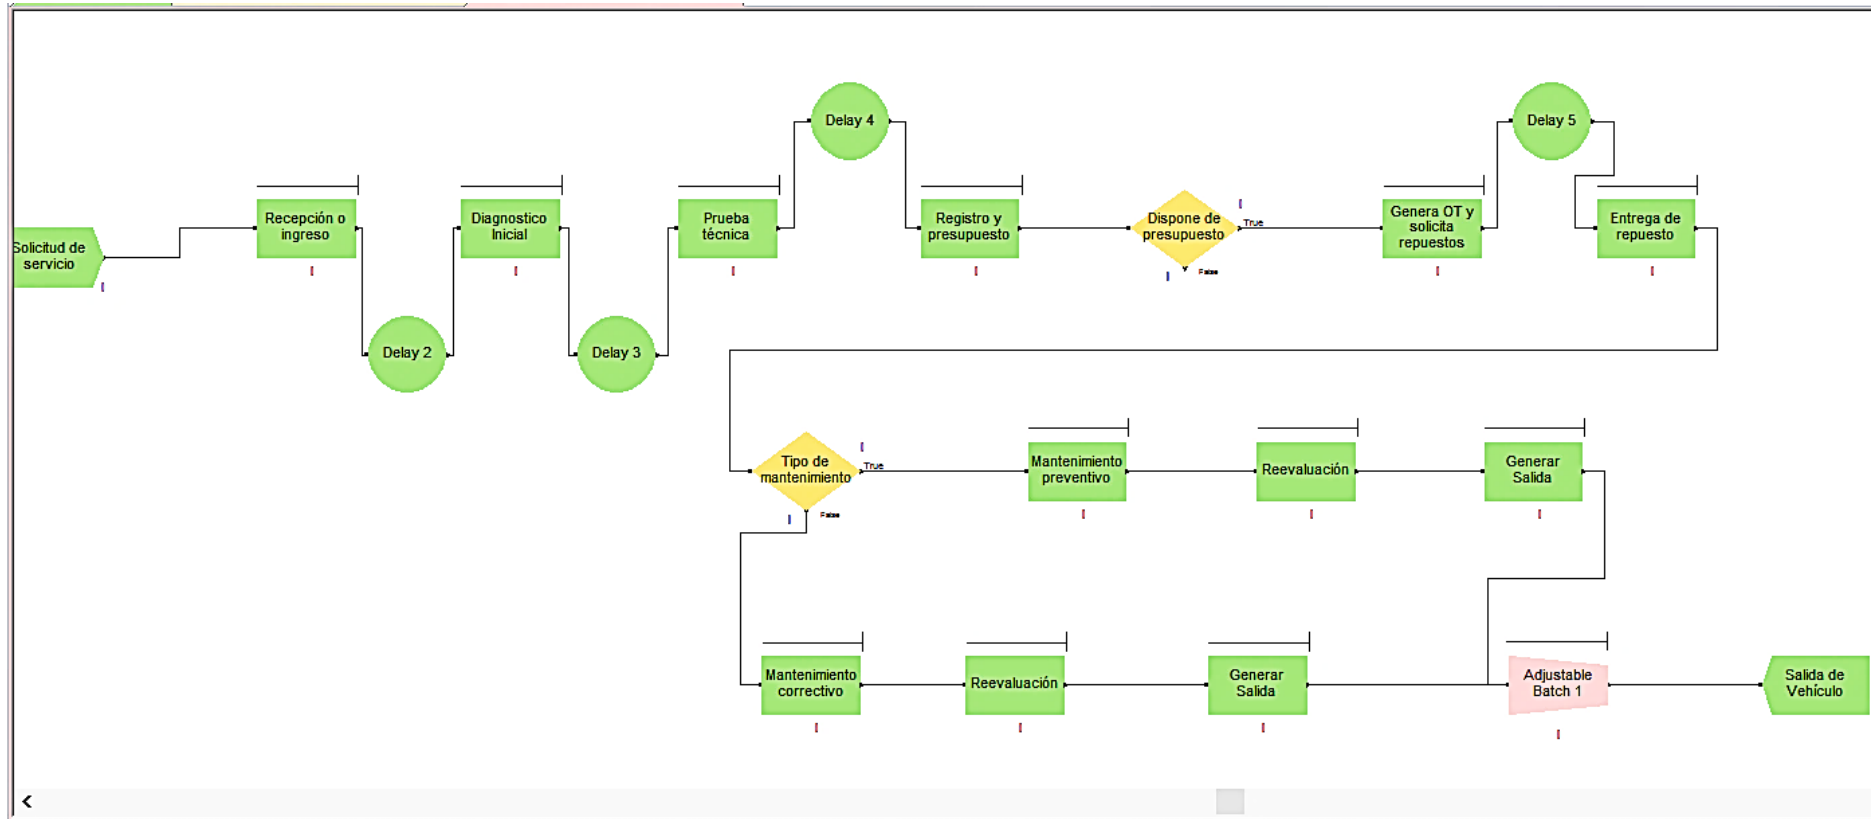 Delay 4
Delay 5
Solicitud de
servicio
Recepción o
ingreso
Diagnostico
Inicial
Prueba
técnica
Registro y
presupuesto
Dispone de
presupuesto
True
False
Genera OT y
solicita
repuestos
Entrega de
repuesto
Delay 2
Delay 3
Tipo de
mantenimiento
True
False
Mantenimiento
preventivo
Reevaluación
Generar
Salida
Mantenimiento
correctivo
Reevaluación
Generar
Salida
Adjustable
Batch 1
Salida de
Vehículo